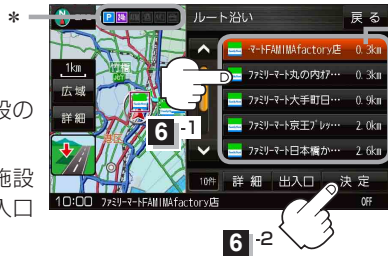 *
P
ルート沿い
戻る
1km
広域
詳細
ﾏｰﾄFAMIMAfactory店 0.3km
ﾌｧﾐﾘｰﾏｰﾄ丸の内ｵｱ… 0.3km
ﾌｧﾐﾘｰﾏｰﾄ大手町日… 0.9km
ﾌｧﾐﾘｰﾏｰﾄ京王ﾌﾟﾚｯ… 2.0km
ﾌｧﾐﾘｰﾏｰﾄ日本橋か… 2.6km
6-1
段の
施設
入口
10件 詳細 出入口 決定
10:00 ﾌｧﾐﾘｰﾏｰﾄFAMIMAfactory店 OFF
6-2